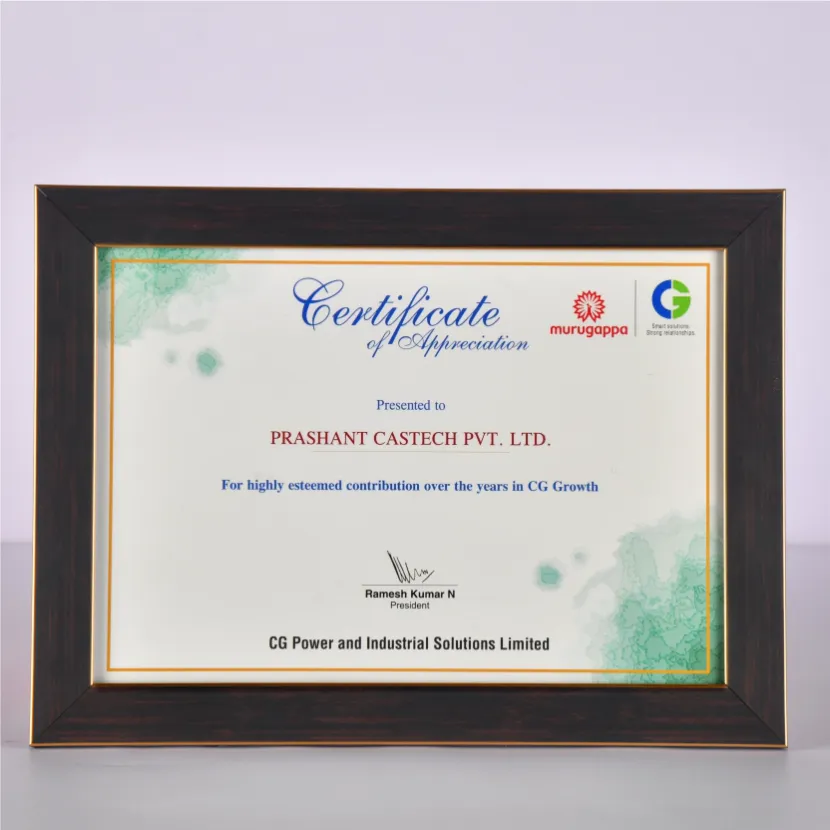 Certificate
of Appreciation
murugappa
Smart solutions.
Strong relationships.
Presented to
PRASHANT CASTECH PVT. LTD.
For highly esteemed contribution over the years in CG Growth
Ramesh Kumar N
President
CG Power and Industrial Solutions Limited